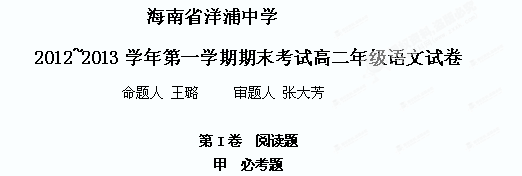 海南省洋浦中学
2012~2013 学年第一学期期末考试高二年级语文试卷
命题人 王璐 审题人 张大芳
第 I 卷 阅读题
甲 必考题